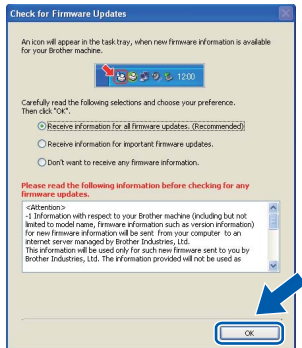 Check for Firmware Updates
An icon will appear in the task tray, when new firmware information is available
for your Brother machine.
1200
Carefully read the following selections and choose your preference.
Then click "OK".
Receive information for all firmware updates. (Recommended)
Receive information for important firmware updates.
Don't want to receive any firmware information.
Please read the following information before checking for any
firmware updates.
<Attention>
-1 Information with respect to your Brother machine (including but not
limited to model name, firmware information such as version information)
for new firmware information will be sent from your computer to an
internet server managed by Brother Industries, Ltd.
This information will be used only for such new firmware sent to you by
Brother Industries, Ltd. The information provided will not be used as
OK